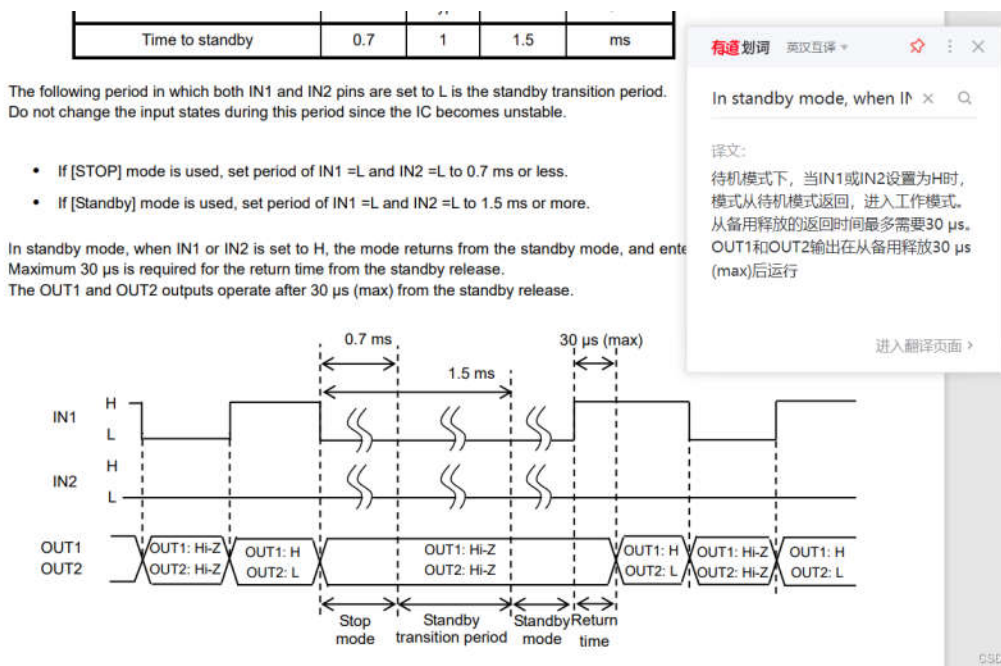 Time to standby 0.7 1 1.5 ms
The following period in which both IN1 and IN2 pins are set to L is the standby transition period.
Do not change the input states during this period since the IC becomes unstable.
• If [STOP] mode is used, set period of IN1 =L and IN2 =L to 0.7 ms or less.
• If [Standby] mode is used, set period of IN1 =L and IN2 =L to 1.5 ms or more.
In standby mode, when IN1 or IN2 is set to H, the mode returns from the standby mode, and ente
Maximum 30 µs is required for the return time from the standby release.
The OUT1 and OUT2 outputs operate after 30 µs (max) from the standby release.
有道划词 英汉互译
In standby mode, when IN
译文:
待机模式下，当IN1或IN2设置为H时，
模式从待机模式返回，进入工作模式。
从备用释放的返回时间最多需要30 µs。
OUT1和OUT2输出在从备用释放30 µs
(max)后运行
进入翻译页面 >
0.7 ms 30 µs (max)
1.5 ms
IN1 H
L
IN2 H
L
OUT1 OUT1: Hi-Z OUT1: H OUT1: Hi-Z OUT1: H OUT1: Hi-Z OUT1: H
OUT2 OUT2: Hi-Z OUT2: L OUT2: Hi-Z OUT2: L OUT2: Hi-Z OUT2: L
Stop Standby Standby Return
mode transition period mode time